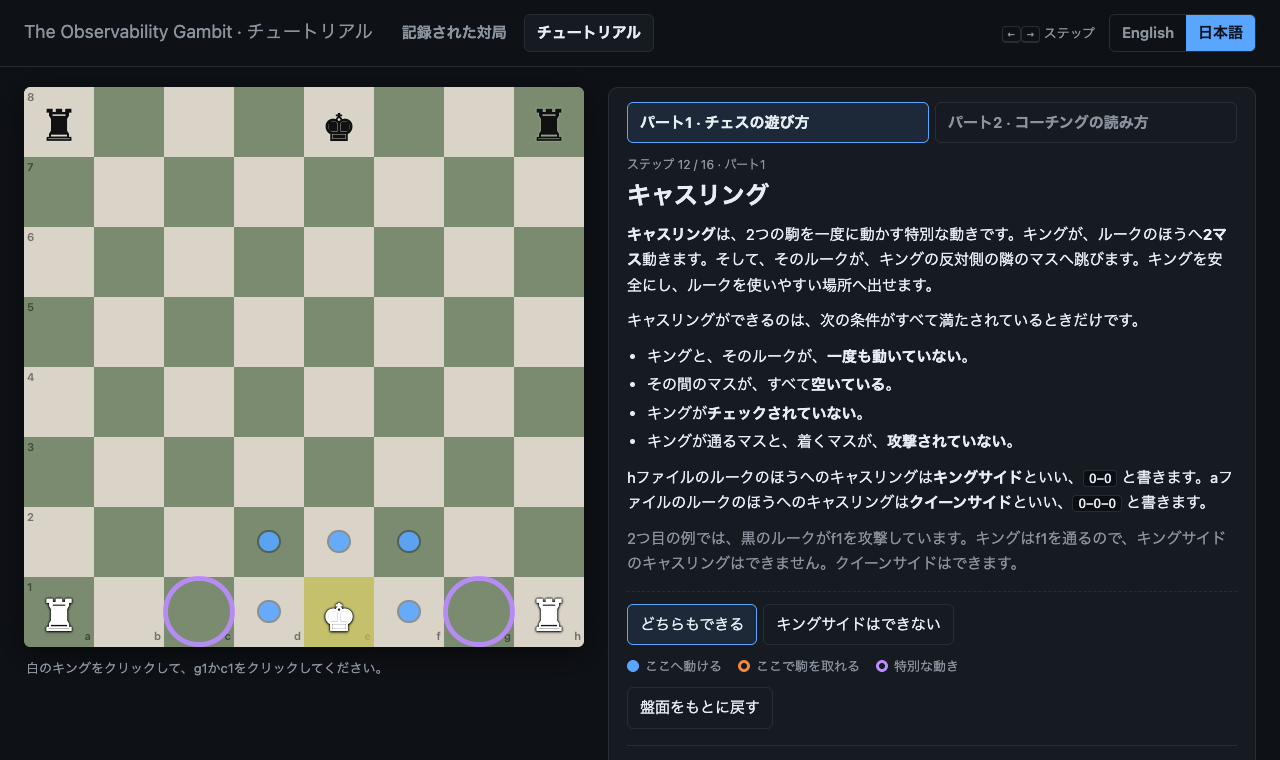 The Observability Gambit · チュートリアル
記録された対局
チュートリアル
← → ステップ
English
日本語
8
7
6
5
4
3
2
1
a b c d e f g h
白のキングをクリックして、g1かc1をクリックしてください。
パート1 · チェスの遊び方
パート2 · コーチングの読み方
ステップ 12 / 16 · パート1
キャスリング
キャスリングは、2つの駒を一度に動かす特別な動きです。キングが、ルークのほうへ2マ
ス動きます。そして、そのルークが、キングの反対側の隣のマスへ跳びます。キングを安
全にし、ルークを使いやすい場所へ出せます。
キャスリングができるのは、次の条件がすべて満たされているときだけです。
• キングと、そのルークが、一度も動いていない。
• その間のマスが、すべて空いている。
• キングがチェックされていない。
• キングが通るマスと、着くマスが、攻撃されていない。
hファイルのルークのほうへのキャスリングはキングサイドといい、 O-O と書きます。aフ
ァイルのルークのほうへのキャスリングはクイーンサイドといい、 O-O-O と書きます。
2つ目の例では、黒のルークがf1を攻撃しています。キングはf1を通るので、キングサイド
のキャスリングはできません。クイーンサイドはできます。
どちらもできる
キングサイドはできない
ここへ動ける
ここで駒を取れる
特別な動き
盤面をもとに戻す